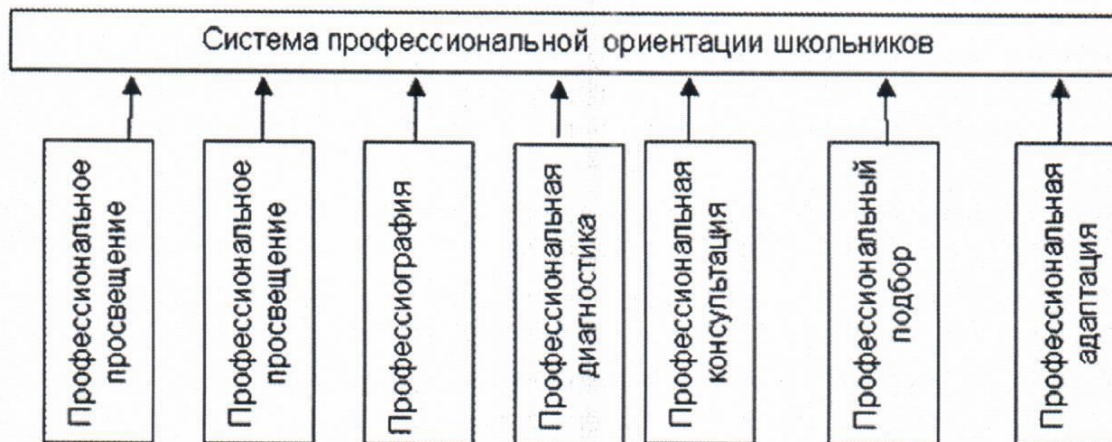 Система профессиональной ориентации школьников
Профессиональное
просвещение
Профессиональное
просвещение
Профессиография
Профессиональная
диагностика
Профессиональная
консультация
Профессиональный
подбор
Профессиональная
адаптация